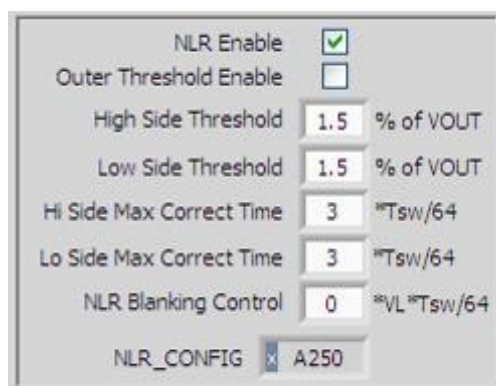 NLR Enable
Outer Threshold Enable
High Side Threshold 1.5 % of VOUT
Low Side Threshold 1.5 % of VOUT
Hi Side Max Correct Time 3 *Tsw/64
Lo Side Max Correct Time 3 *Tsw/64
NLR Blanking Control 0 *VL*Tsw/64
NLR_CONFIG x A250